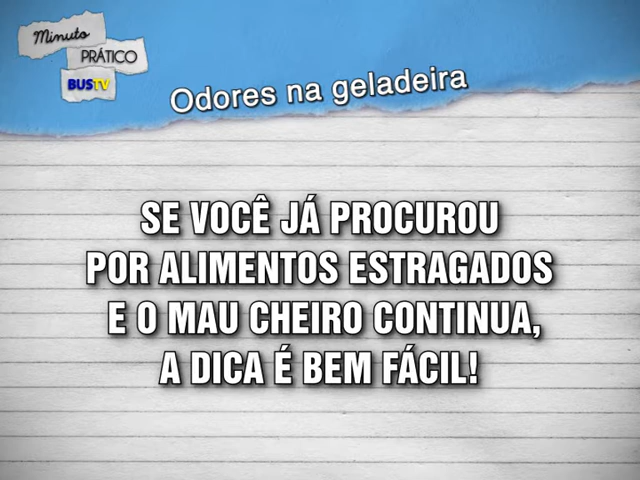 Minuto
PRÁTICO
BUSTV
Odores na geladeira
SE VOCÊ JÁ PROCUROU
POR ALIMENTOS ESTRAGADOS
E O MAU CHEIRO CONTINUA,
A DICA É BEM FÁCIL!